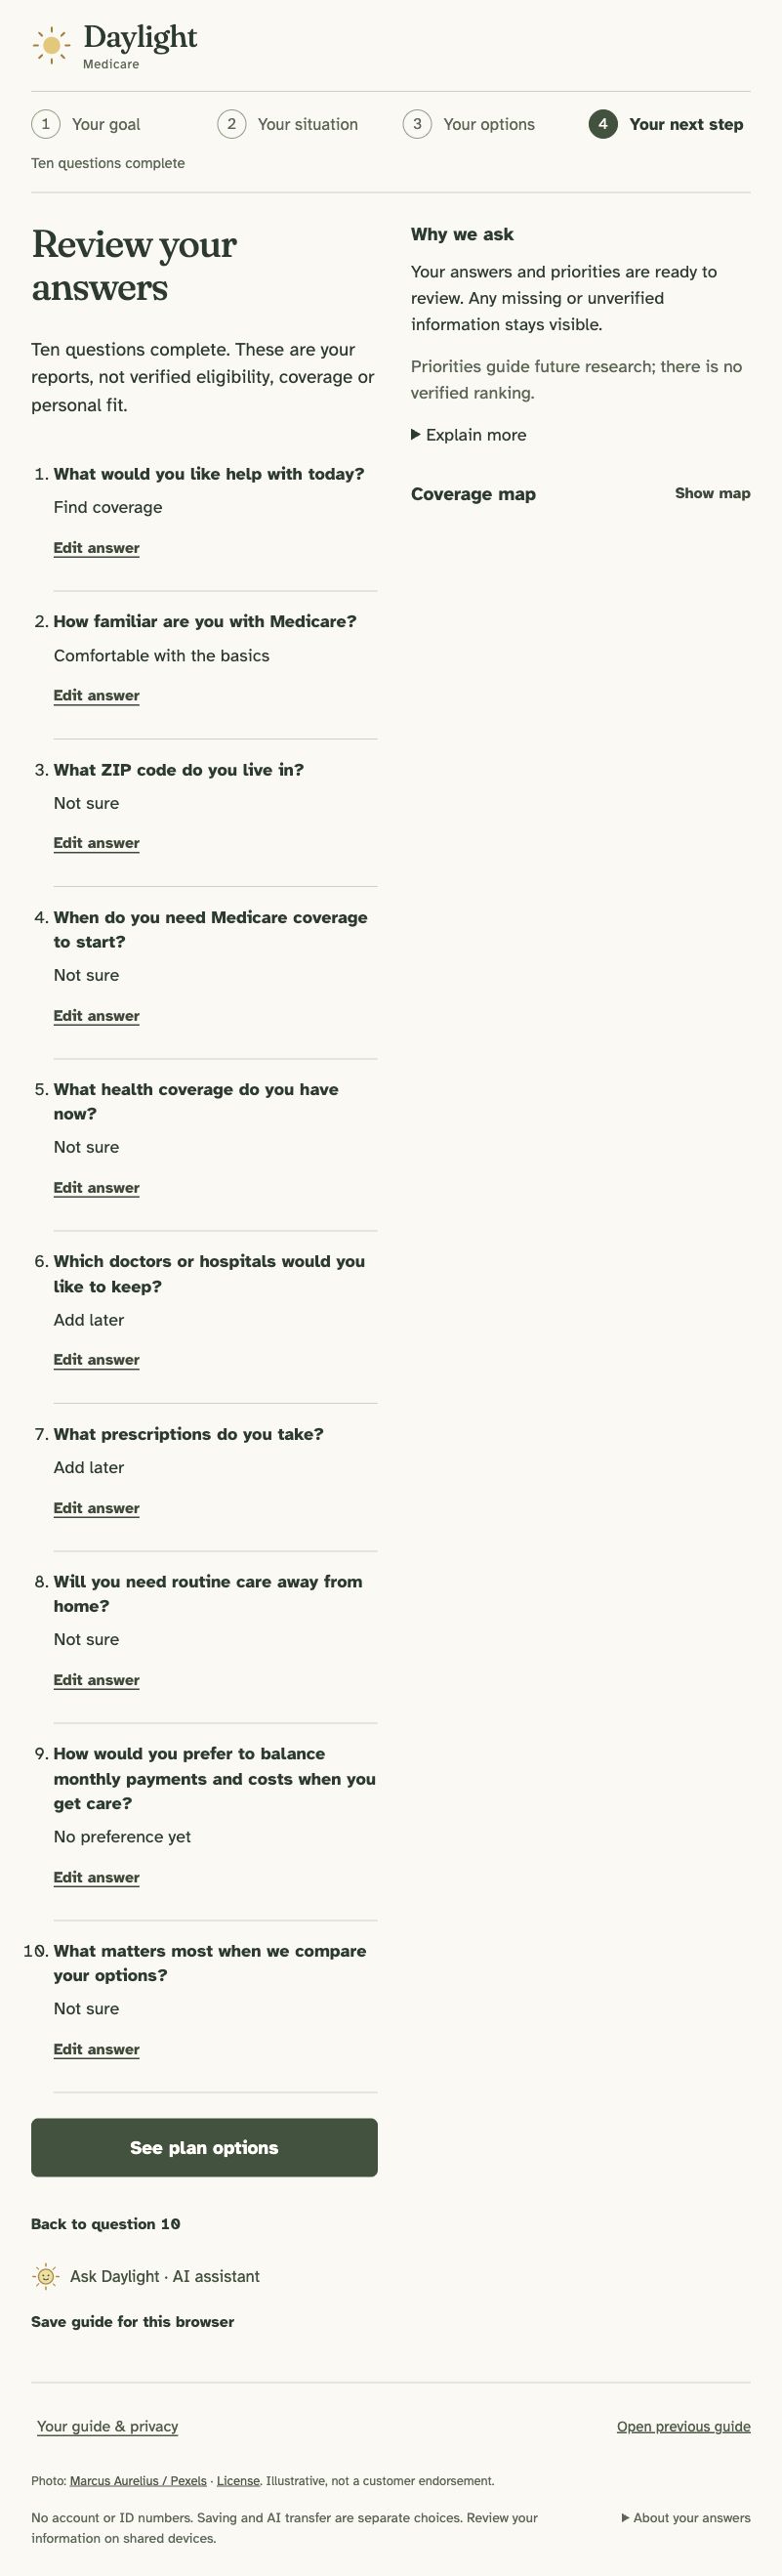 Daylight
Medicare
1 Your goal
2 Your situation
3 Your options
4 Your next step
Ten questions complete
Review your
answers
Ten questions complete. These are your
reports, not verified eligibility, coverage or
personal fit.
1. What would you like help with today?
Find coverage
Edit answer
2. How familiar are you with Medicare?
Comfortable with the basics
Edit answer
3. What ZIP code do you live in?
Not sure
Edit answer
4. When do you need Medicare coverage
to start?
Not sure
Edit answer
5. What health coverage do you have
now?
Not sure
Edit answer
6. Which doctors or hospitals would you
like to keep?
Add later
Edit answer
7. What prescriptions do you take?
Add later
Edit answer
8. Will you need routine care away from
home?
Not sure
Edit answer
9. How would you prefer to balance
monthly payments and costs when you
get care?
No preference yet
Edit answer
10. What matters most when we compare
your options?
Not sure
Edit answer
See plan options
Back to question 10
Ask Daylight · AI assistant
Save guide for this browser
Why we ask
Your answers and priorities are ready to
review. Any missing or unverified
information stays visible.
Priorities guide future research; there is no
verified ranking.
▶ Explain more
Coverage map
Show map
Your guide & privacy
Open previous guide
Photo: Marcus Aurelius / Pexels · License. Illustrative, not a customer endorsement.
No account or ID numbers. Saving and AI transfer are separate choices. Review your
information on shared devices.
▶ About your answers